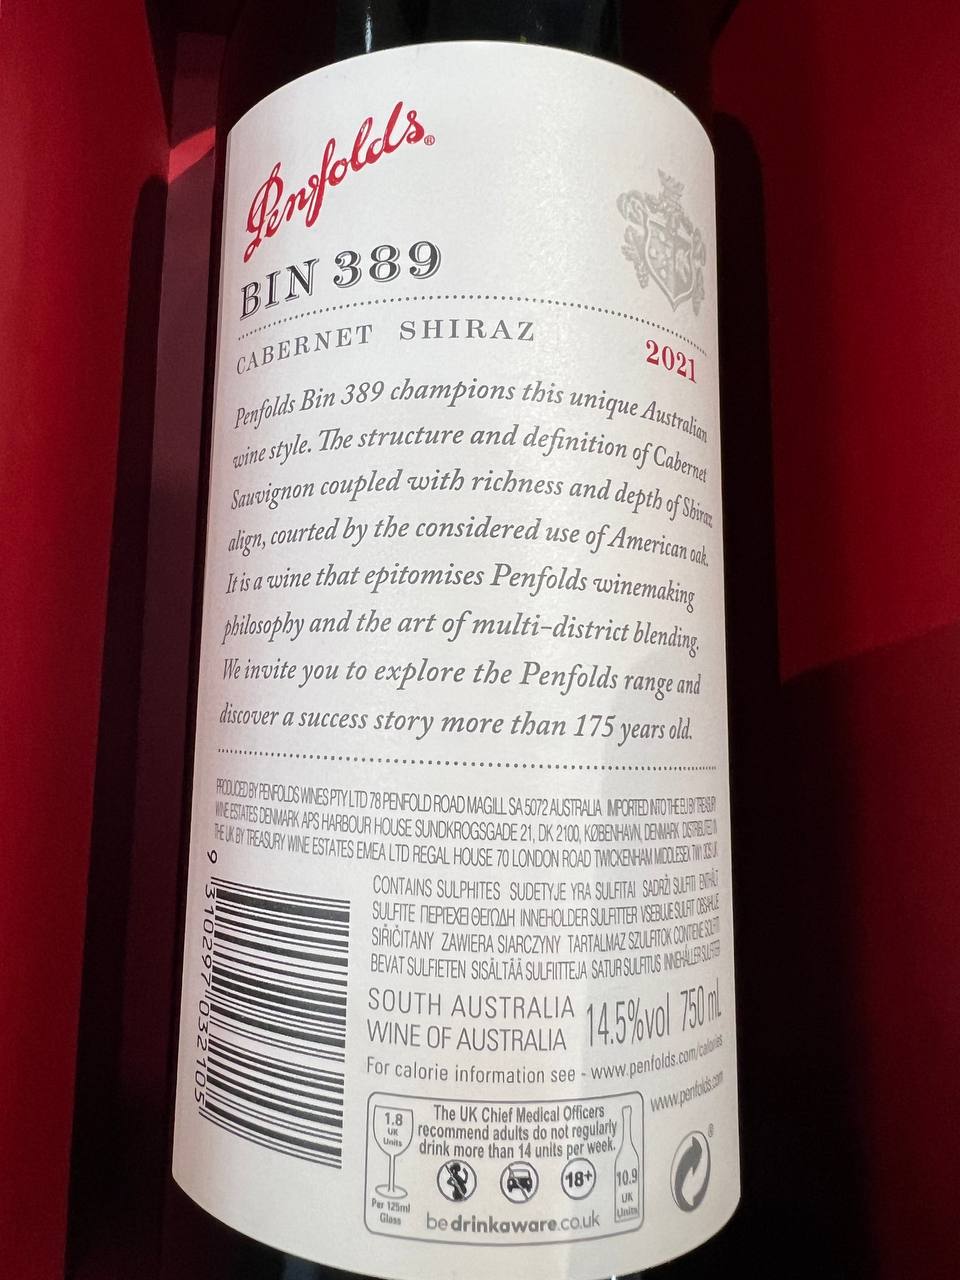 Penfolds®
BIN 389
CABERNET SHIRAZ
2021
Penfolds Bin 389 champions this unique Australian
wine style. The structure and definition of Cabernet
Sauvignon coupled with richness and depth of Shiraz
align, courted by the considered use of American oak.
It is a wine that epitomises Penfolds winemaking
philosophy and the art of multi-district blending.
We invite you to explore the Penfolds range and
discover a success story more than 175 years old.
PRODUCED BY PENFOLDS WINES PTY LTD 78 PENFOLD ROAD MAGILL SA 5072 AUSTRALIA IMPORTED INTO THE EU BY TREASURY
WINE ESTATES DENMARK APS HARBOUR HOUSE SUNDKROGSGADE 21, DK 2100, KØBENHAVN, DENMARK DISTRIBUTED IN
THE UK BY TREASURY WINE ESTATES EMEA LTD REGAL HOUSE 70 LONDON ROAD TWICKENHAM MIDDLESEX TW1 3QS UK
9 310297 032105
CONTAINS SULPHITES SUDETYJE YRA SULFITAI SADRŽI SULFITI ENTHÄLT
SULFITE ΠΕΡΙΕΧΕΙ ΘΕΙΩΔΗ INNEHOLDER SULFITTER VSEBUJE SULFIT OBSAHUJE
SIŘIČITANY ZAWIERA SIARCZYNY TARTALMAZ SZULFITOK CONTIENE SOLFITI
BEVAT SULFIETEN SISÄLTÄÄ SULFIITTEJA SATUR SULFITUS INNEHÅLLER SULFITER
SOUTH AUSTRALIA
WINE OF AUSTRALIA
14.5%vol 750 mL
For calorie information see - www.penfolds.com/calories
www.penfolds.com
1.8
UK
Units
Per 125ml
Glass
The UK Chief Medical Officers
recommend adults do not regularly
drink more than 14 units per week.
18+
10.9
UK
Units
bedrinkaware.co.uk
®